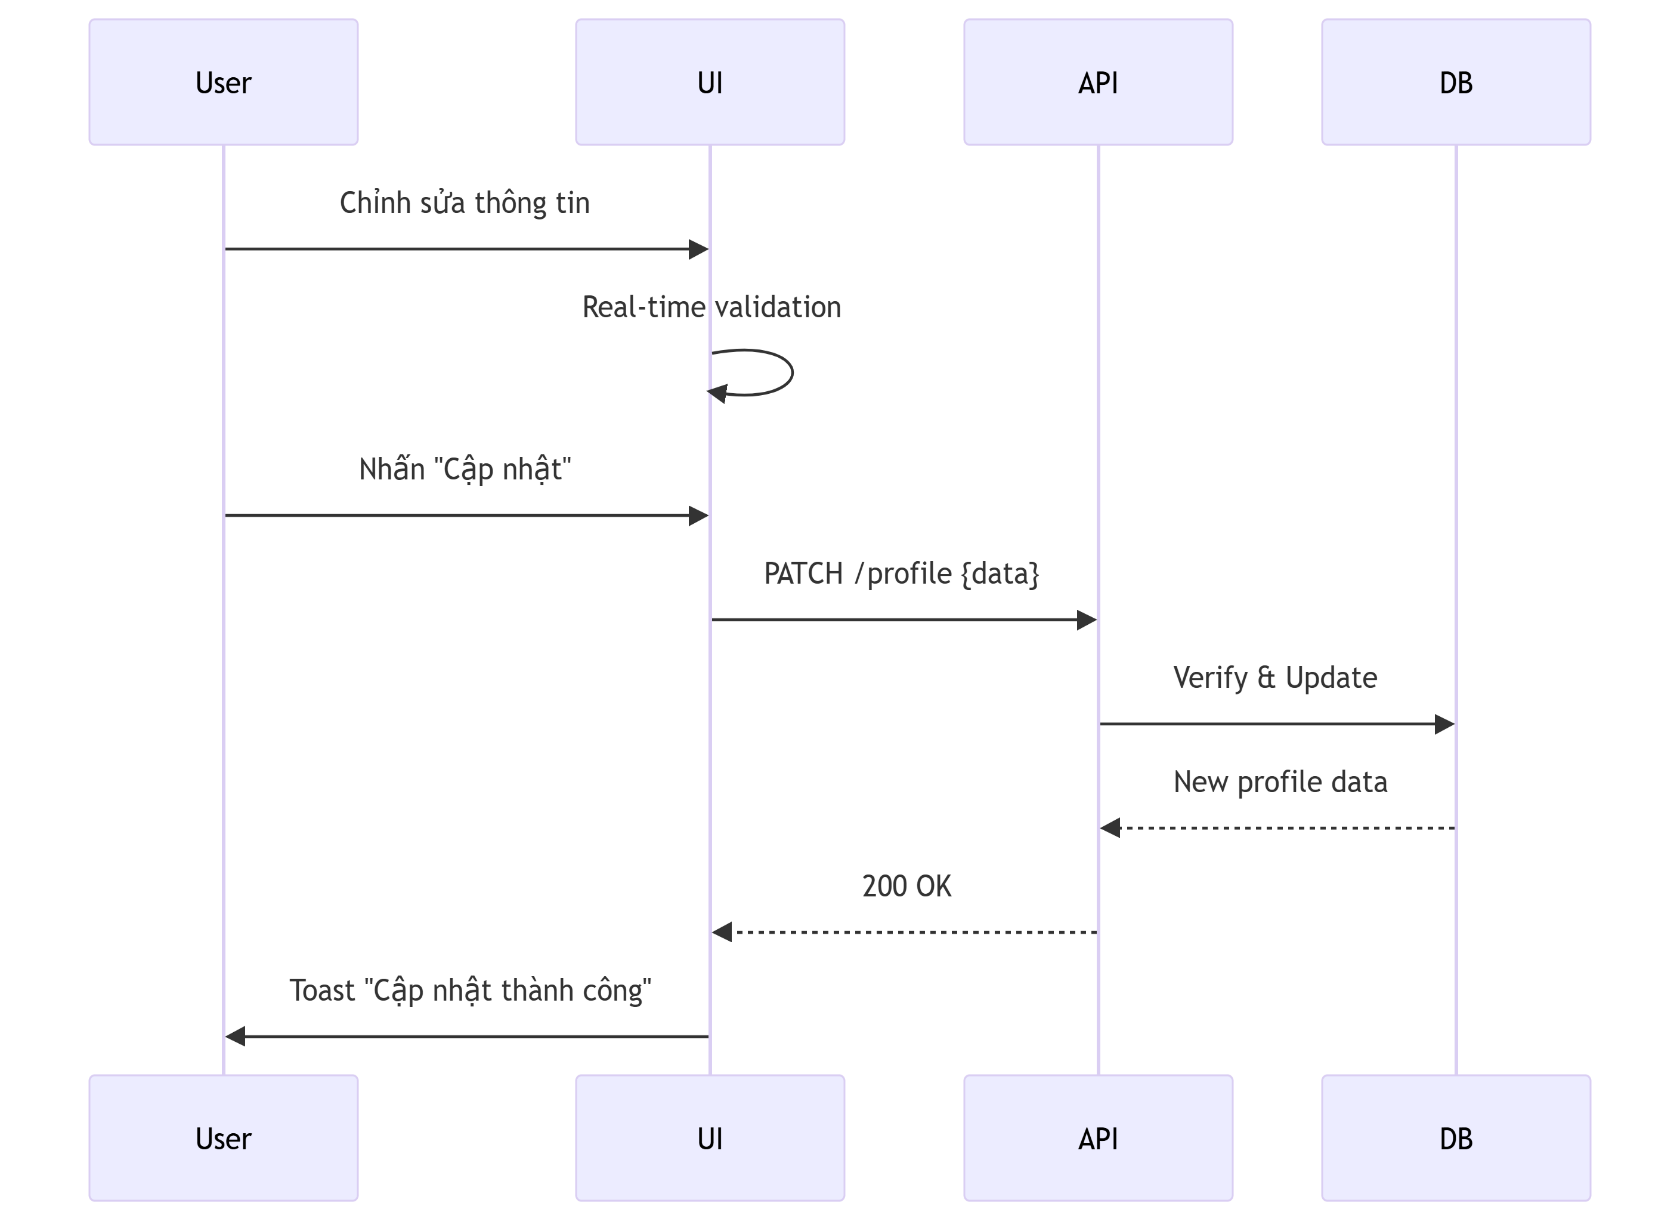 User
UI
API
DB
Chỉnh sửa thông tin
Real-time validation
Nhấn "Cập nhật"
PATCH /profile {data}
Verify & Update
New profile data
200 OK
Toast "Cập nhật thành công"
User
UI
API
DB